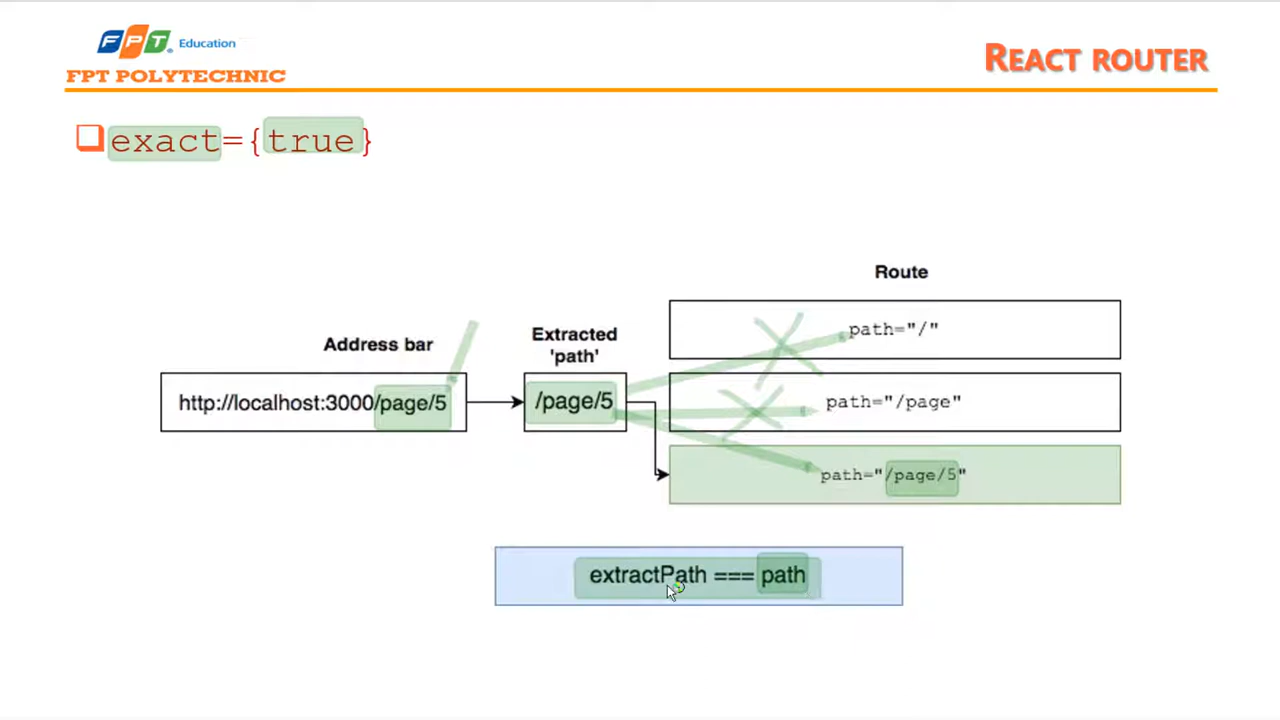 FPT Education
FPT POLYTECHNIC
REACT ROUTER
exact={true}
Route
path="/"
Address bar
Extracted
'path'
http://localhost:3000/page/5
/page/5
path="/page"
path="/page/5"
extractPath === path